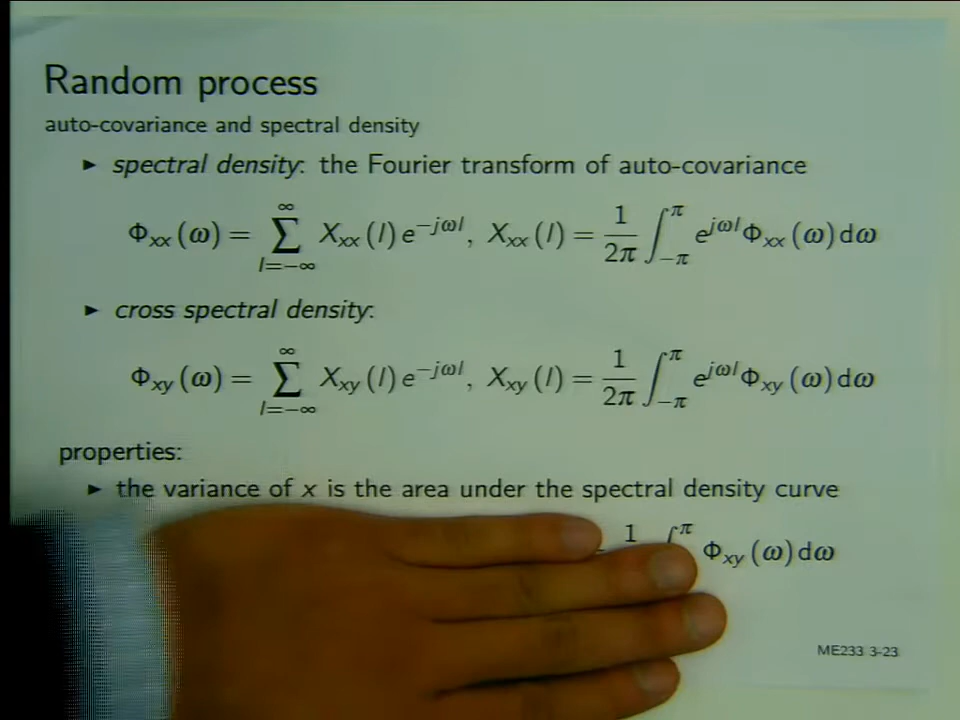 Random process
auto-covariance and spectral density
► spectral density: the Fourier transform of auto-covariance
Φxx (ω) = ∑_{l=−∞}^{∞} Xxx (l) e^{−jωl}, Xxx (l) = 1/2π ∫_{−π}^{π} e^{jωl} Φxx (ω) dω
► cross spectral density:
Φxy (ω) = ∑_{l=−∞}^{∞} Xxy (l) e^{−jωl}, Xxy (l) = 1/2π ∫_{−π}^{π} e^{jωl} Φxy (ω) dω
properties:
► the variance of x is the area under the spectral density curve
1 ∫^{π} Φxy (ω) dω
ME233 3-23